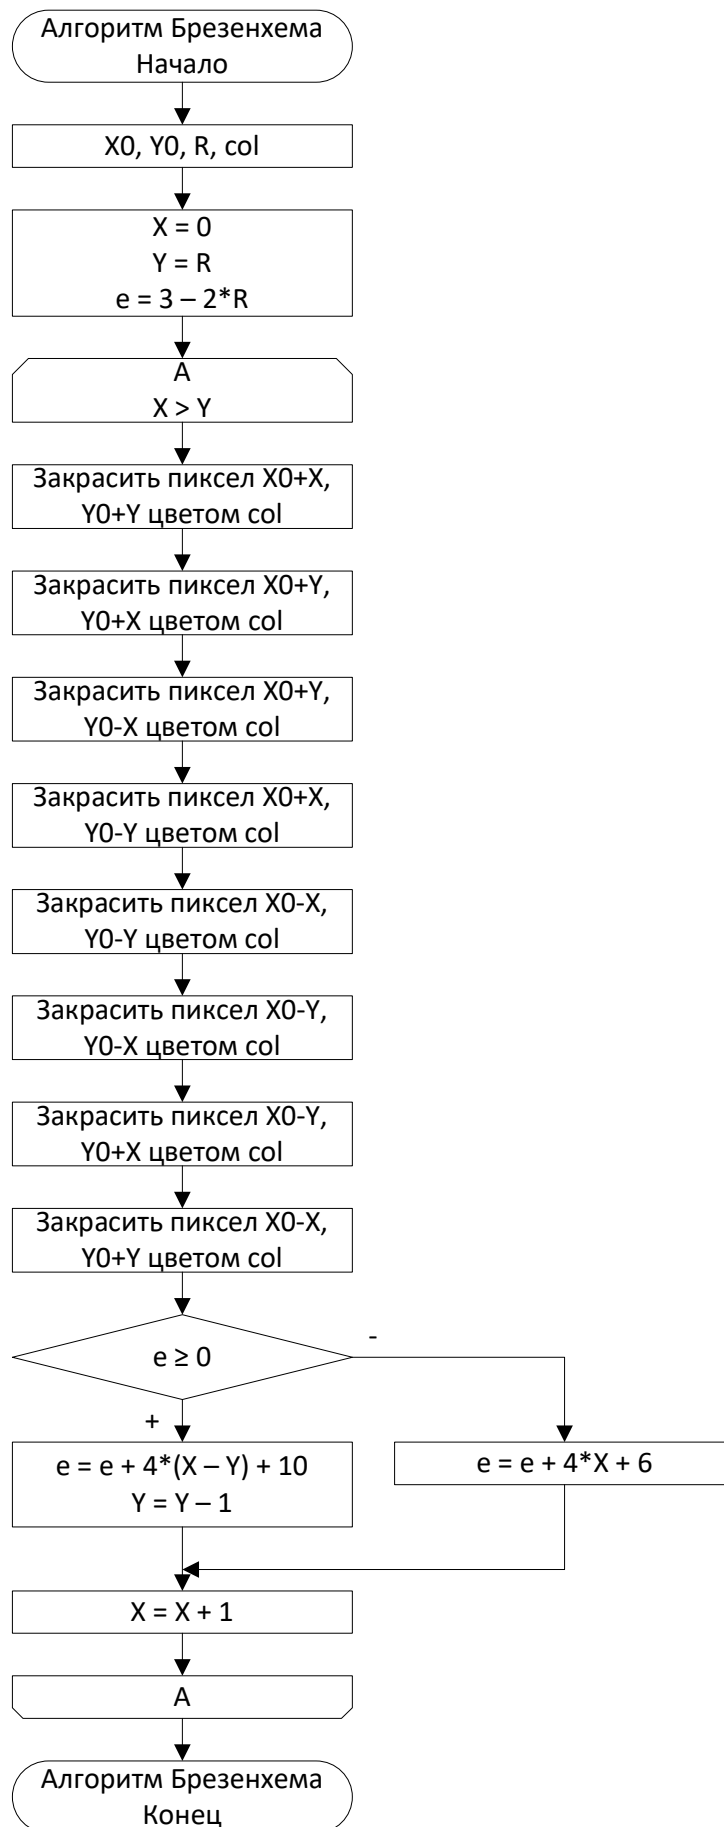 Алгоритм Брезенхема
Начало
X0, Y0, R, col
X = 0
Y = R
e = 3 – 2*R
A
X > Y
Закрасить пиксел X0+X,
Y0+Y цветом col
Закрасить пиксел X0+Y,
Y0+X цветом col
Закрасить пиксел X0+Y,
Y0-X цветом col
Закрасить пиксел X0+X,
Y0-Y цветом col
Закрасить пиксел X0-X,
Y0-Y цветом col
Закрасить пиксел X0-Y,
Y0-X цветом col
Закрасить пиксел X0-Y,
Y0+X цветом col
Закрасить пиксел X0-X,
Y0+Y цветом col
e ≥ 0
-
+
e = e + 4*(X – Y) + 10
Y = Y – 1
e = e + 4*X + 6
X = X + 1
A
Алгоритм Брезенхема
Конец